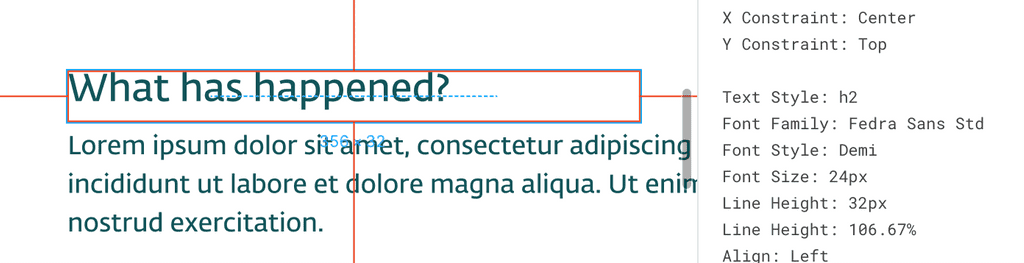 What has happened?
356 x 32
Lorem ipsum dolor sit amet, consectetur adipiscing
incididunt ut labore et dolore magna aliqua. Ut enim
nostrud exercitation.
X Constraint: Center
Y Constraint: Top
Text Style: h2
Font Family: Fedra Sans Std
Font Style: Demi
Font Size: 24px
Line Height: 32px
Line Height: 106.67%
Align: Left